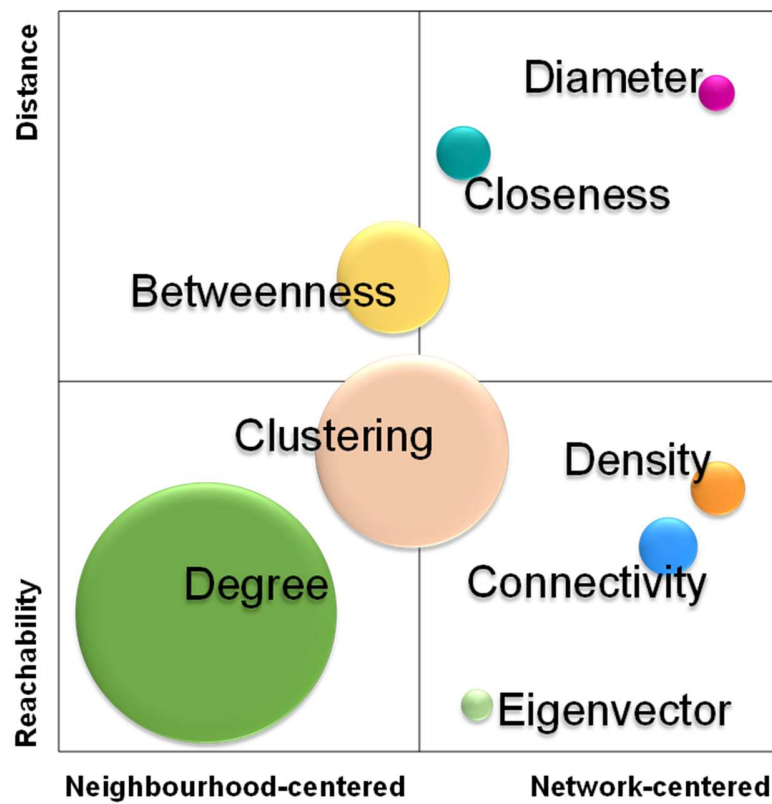 Distance
Diameter
Closeness
Betweenness
Clustering
Density
Degree
Connectivity
Reachability
Eigenvector
Neighbourhood-centered
Network-centered